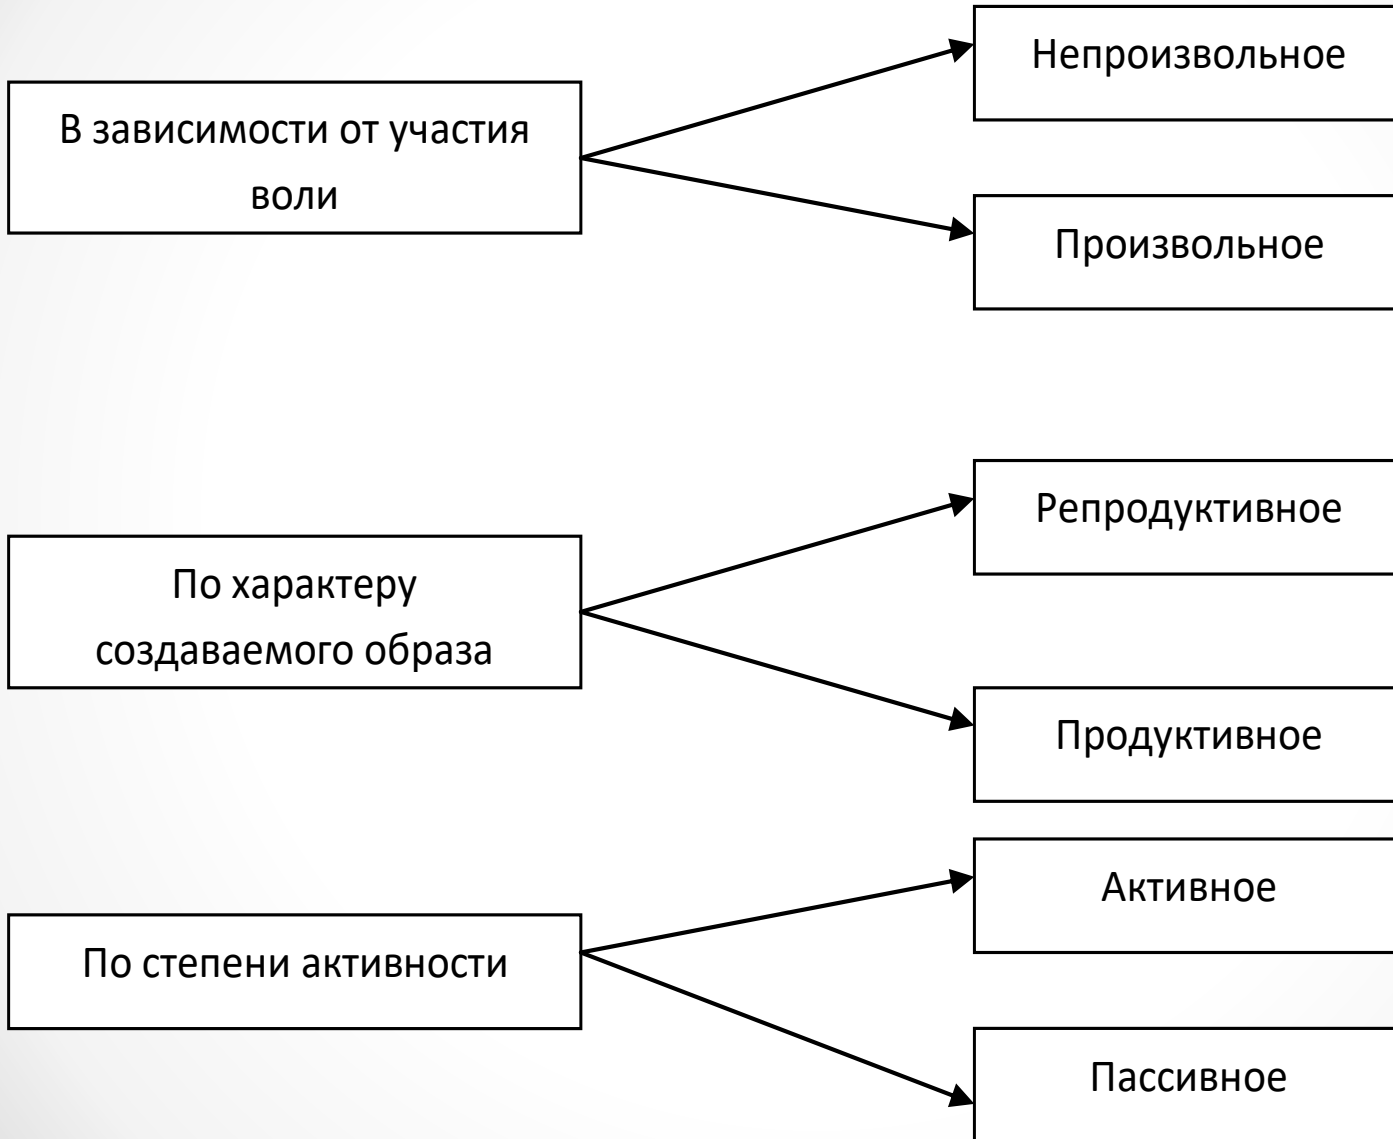 Непроизвольное
В зависимости от участия
воли
Произвольное
Репродуктивное
По характеру
создаваемого образа
Продуктивное
Активное
По степени активности
Пассивное